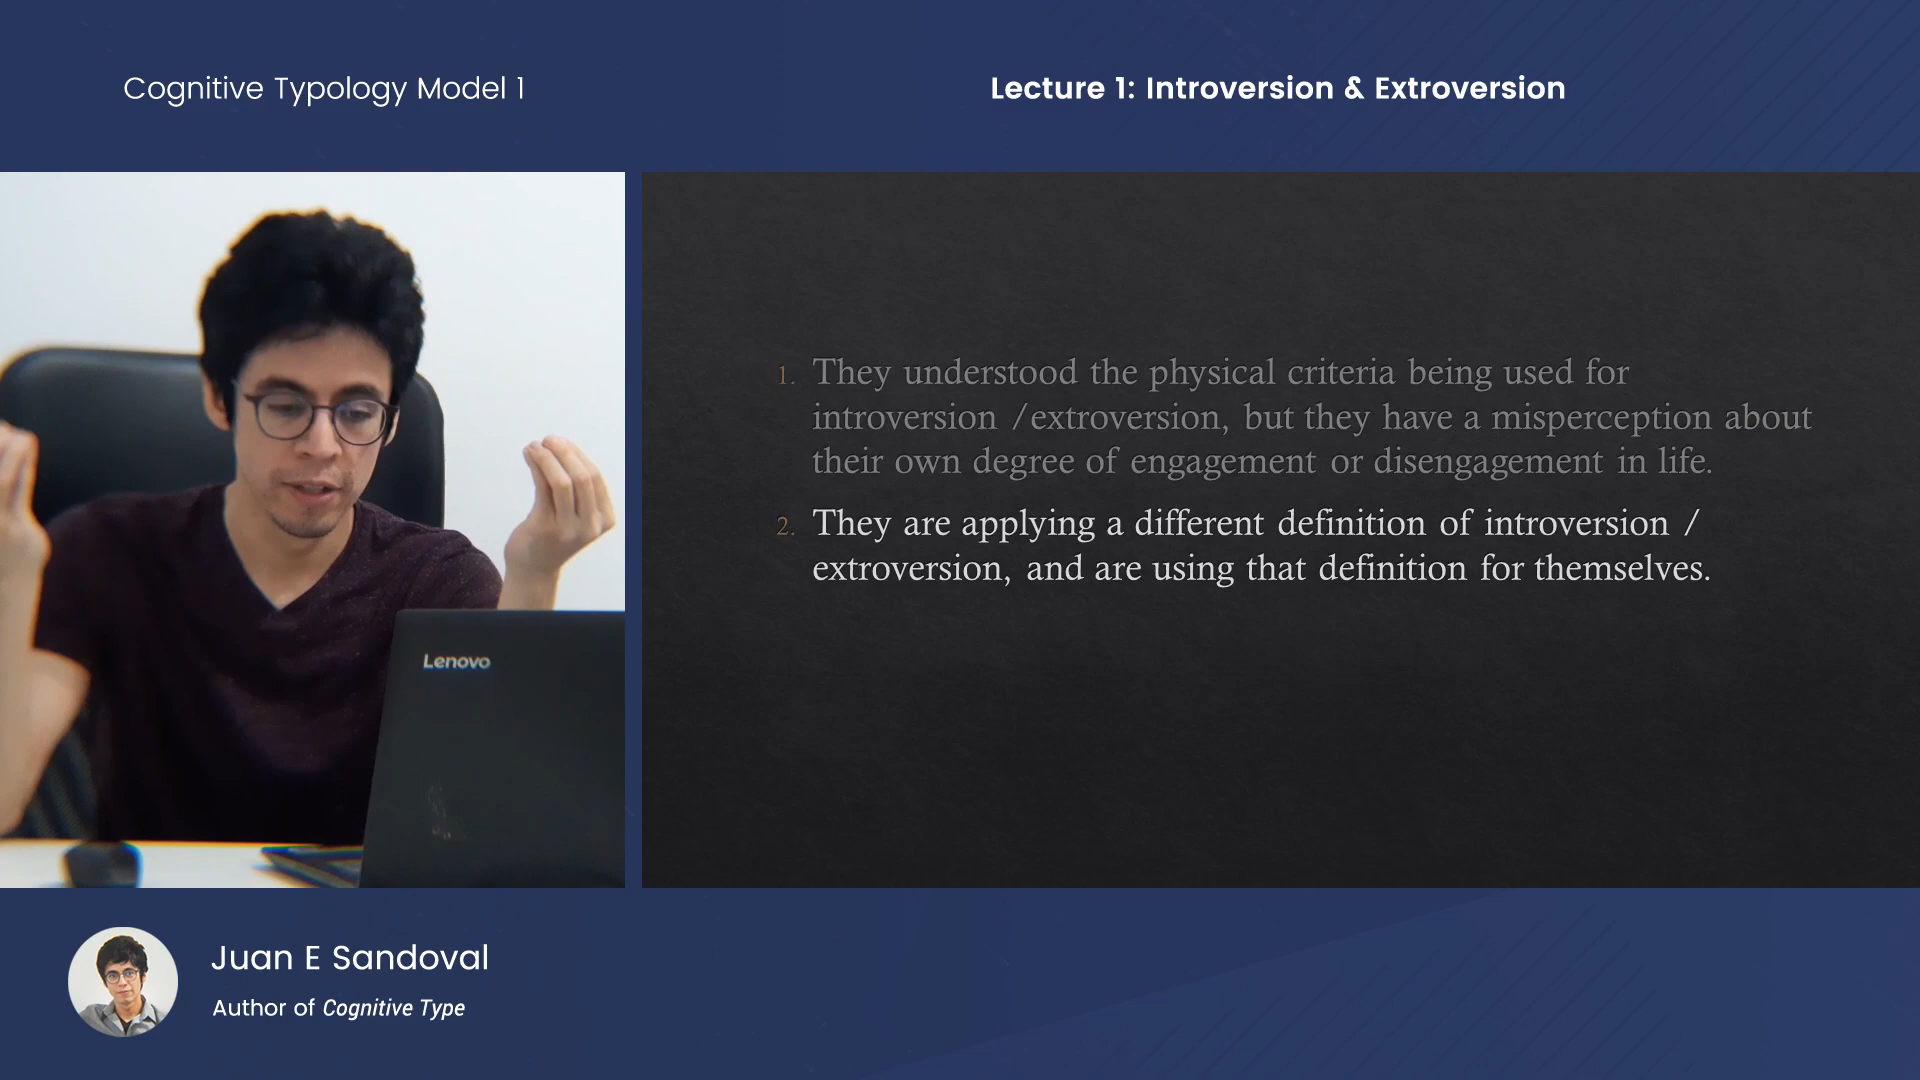 Cognitive Typology Model 1
Lecture 1: Introversion & Extroversion
1. They understood the physical criteria being used for
introversion /extroversion, but they have a misperception about
their own degree of engagement or disengagement in life.
2. They are applying a different definition of introversion /
extroversion, and are using that definition for themselves.
Lenovo
Juan E Sandoval
Author of Cognitive Type